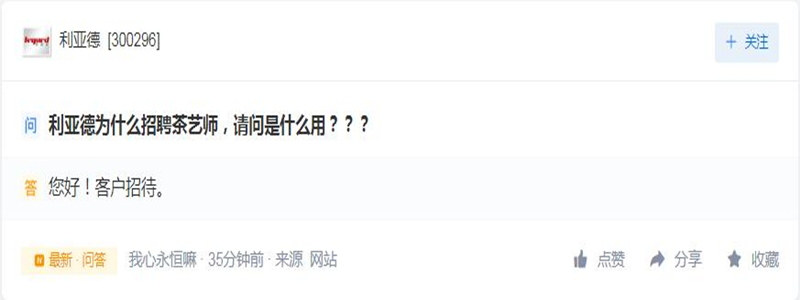 利亚德 [300296]
+ 关注
问 利亚德为什么招聘茶艺师，请问是什么用？？？
答 您好！客户招待。
N 最新·问答 我心永恒嘛 · 35分钟前 · 来源 网站 点赞 分享 收藏